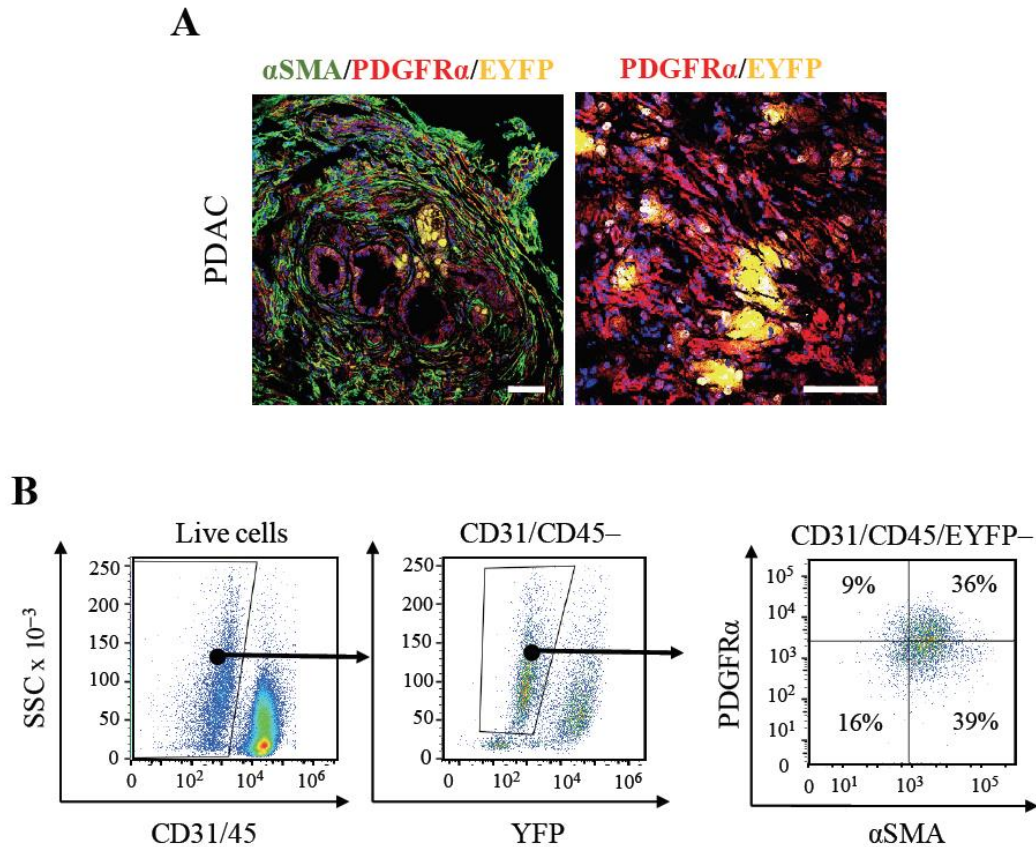 A
αSMA/PDGFRα/EYFP
PDGFRα/EYFP
PDAC
B
Live cells
CD31/CD45–
CD31/CD45/EYFP–
SSC x 10⁻³
250
200
150
100
50
0
0 10² 10⁴ 10⁶
CD31/45
250
200
150
100
50
0
0 10² 10⁴ 10⁶
YFP
PDGFRα
10⁵
10⁴
10³
10²
10¹
0
9% 36%
16% 39%
0 10¹ 10³ 10⁵
αSMA